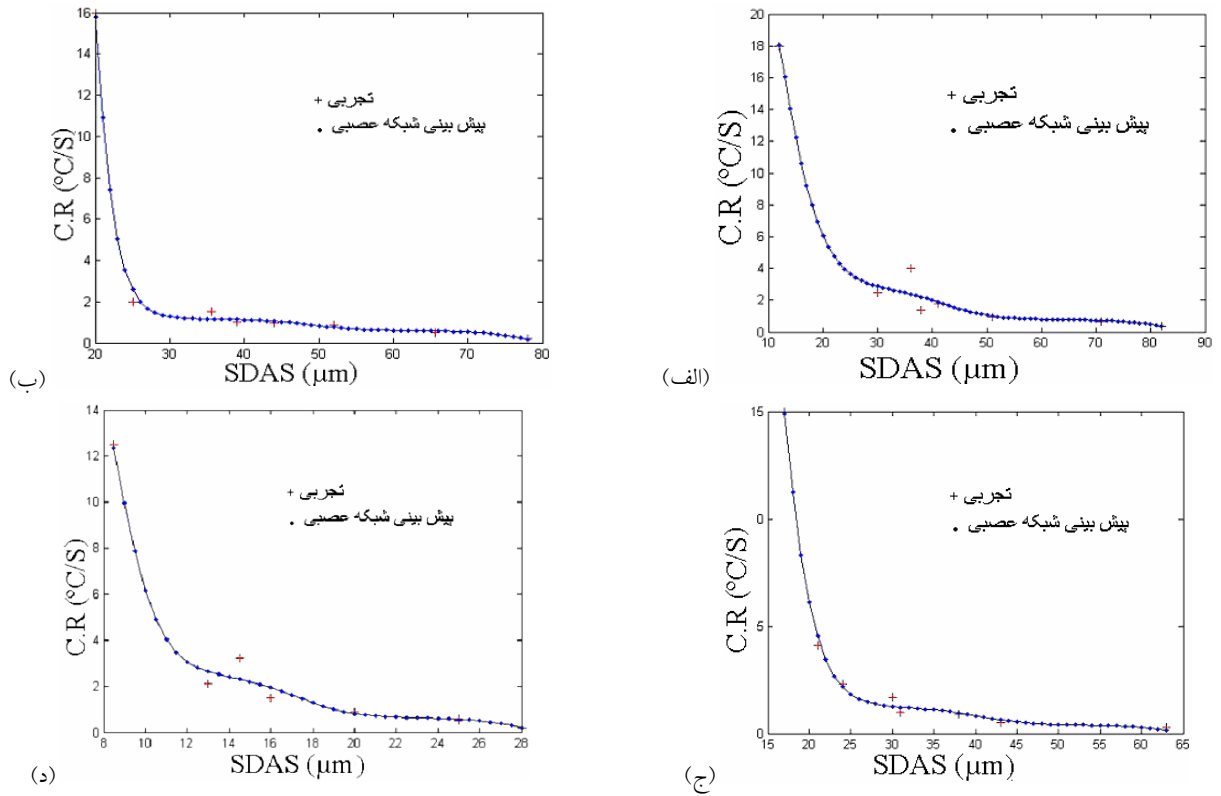 20
18
16
14
12
10
8
6
4
2
0
C.R (°C/S)
+ تجربی
. پیش بینی شبکه عصبی
10 20 30 40 50 60 70 80 90
SDAS (µm)
(الف)
16
14
12
10
8
6
4
2
0
C.R (°C/S)
+ تجربی
. پیش بینی شبکه عصبی
20 30 40 50 60 70 80
SDAS (µm)
(ب)
15
0
5
0
C.R (°C/S)
+ تجربی
. پیش بینی شبکه عصبی
15 20 25 30 35 40 45 50 55 60 65
SDAS (µm)
(ج)
14
12
10
8
6
4
2
0
C.R (°C/S)
+ تجربی
. پیش بینی شبکه عصبی
8 10 12 14 16 18 20 22 24 26 28
SDAS (µm)
(د)